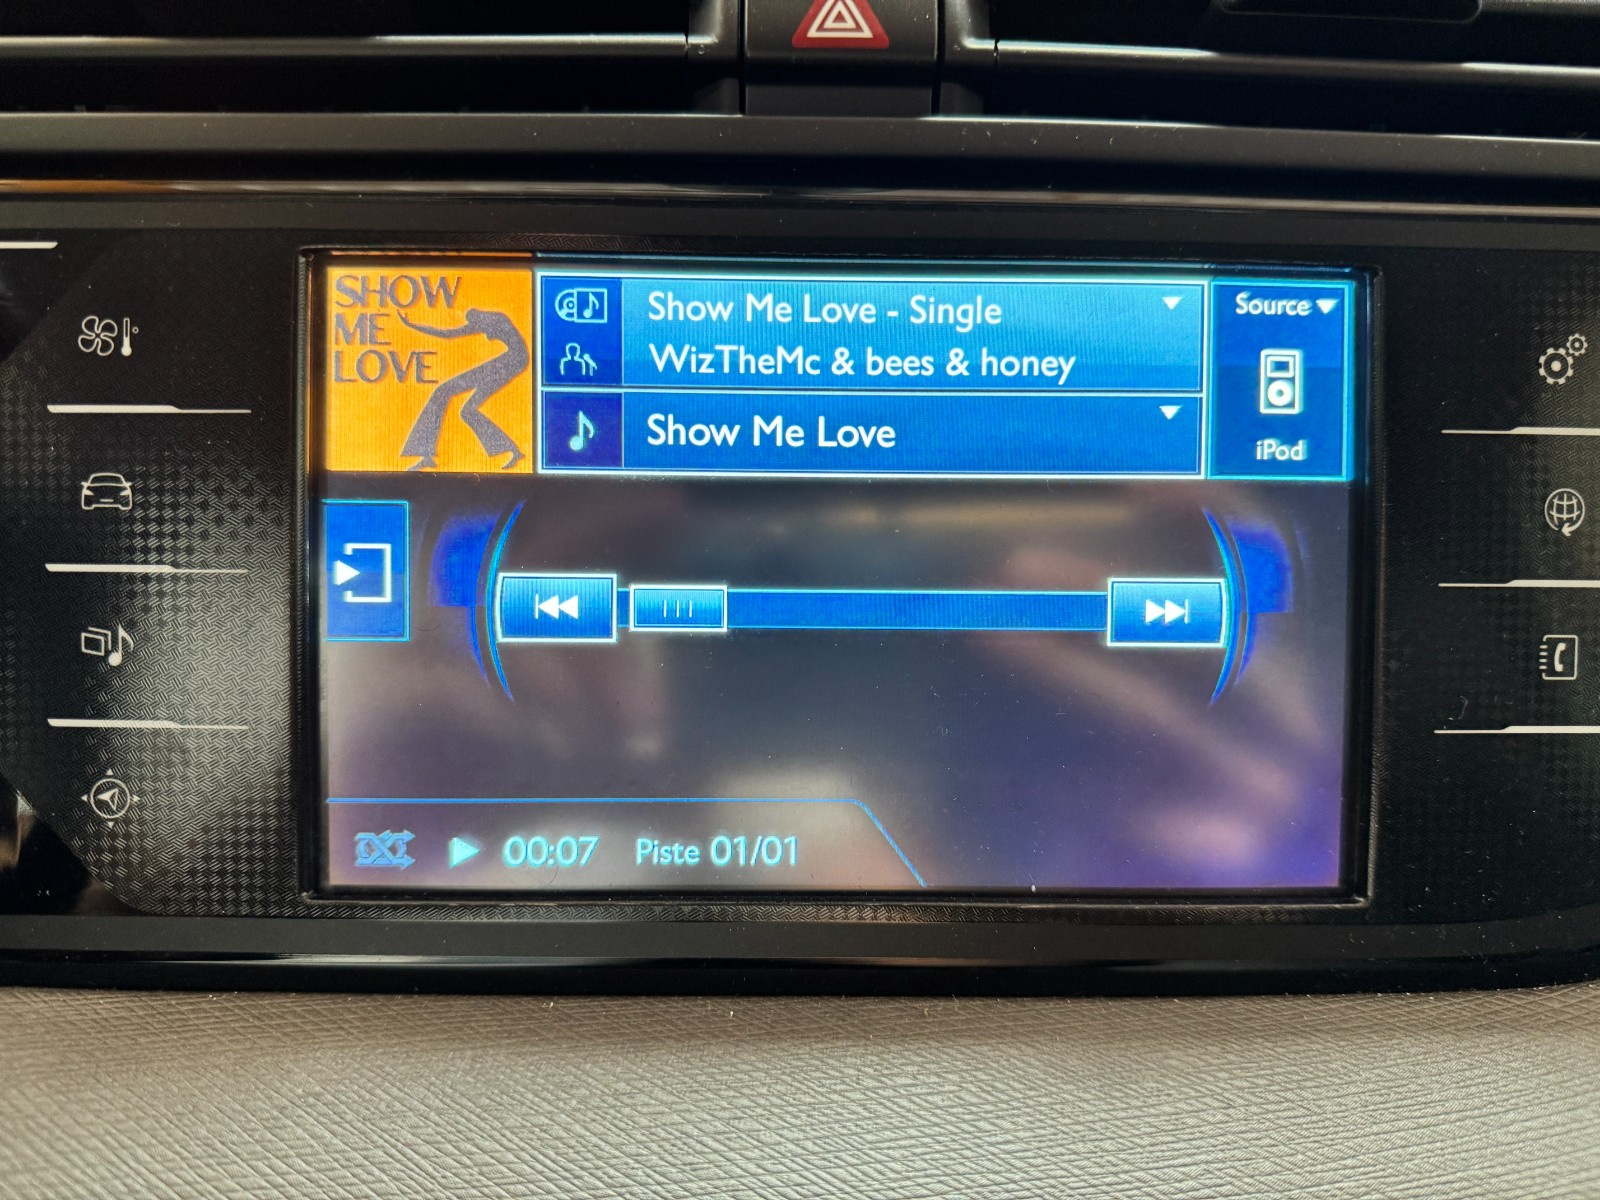 SHOW
ME
LOVE
Show Me Love - Single
WizTheMc & bees & honey
Show Me Love
Source
iPod
00:07 Piste 01/01